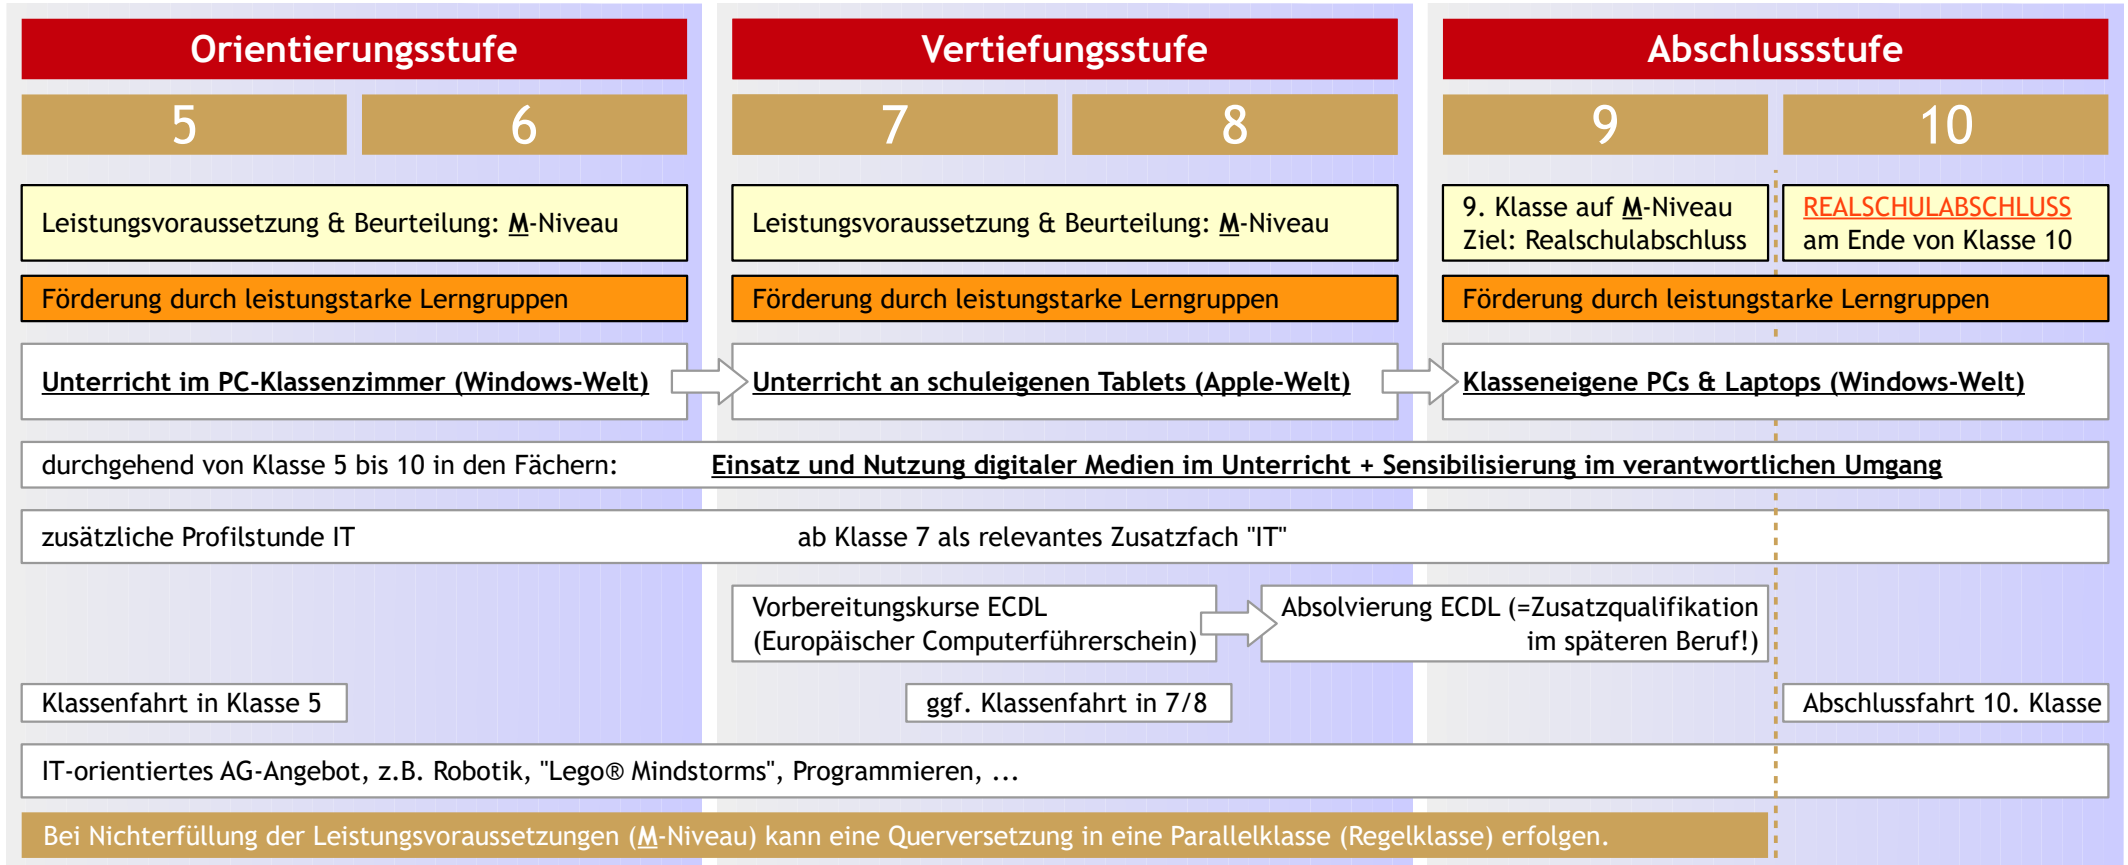 Orientierungsstufe
Vertiefungsstufe
Abschlussstufe
5
6
7
8
9
10
Leistungsvoraussetzung & Beurteilung: M-Niveau
Leistungsvoraussetzung & Beurteilung: M-Niveau
9. Klasse auf M-Niveau
Ziel: Realschulabschluss
REALSCHULABSCHLUSS
am Ende von Klasse 10
Förderung durch leistungstarke Lerngruppen
Förderung durch leistungstarke Lerngruppen
Förderung durch leistungstarke Lerngruppen
Unterricht im PC-Klassenzimmer (Windows-Welt)
Unterricht an schuleigenen Tablets (Apple-Welt)
Klasseneigene PCs & Laptops (Windows-Welt)
durchgehend von Klasse 5 bis 10 in den Fächern: Einsatz und Nutzung digitaler Medien im Unterricht + Sensibilisierung im verantwortlichen Umgang
zusätzliche Profilstunde IT
ab Klasse 7 als relevantes Zusatzfach "IT"
Vorbereitungskurse ECDL
(Europäischer Computerführerschein)
Absolvierung ECDL (=Zusatzqualifikation
im späteren Beruf!)
Klassenfahrt in Klasse 5
ggf. Klassenfahrt in 7/8
Abschlussfahrt 10. Klasse
IT-orientiertes AG-Angebot, z.B. Robotik, "Lego® Mindstorms", Programmieren, ...
Bei Nichterfüllung der Leistungsvoraussetzungen (M-Niveau) kann eine Querversetzung in eine Parallelklasse (Regelklasse) erfolgen.